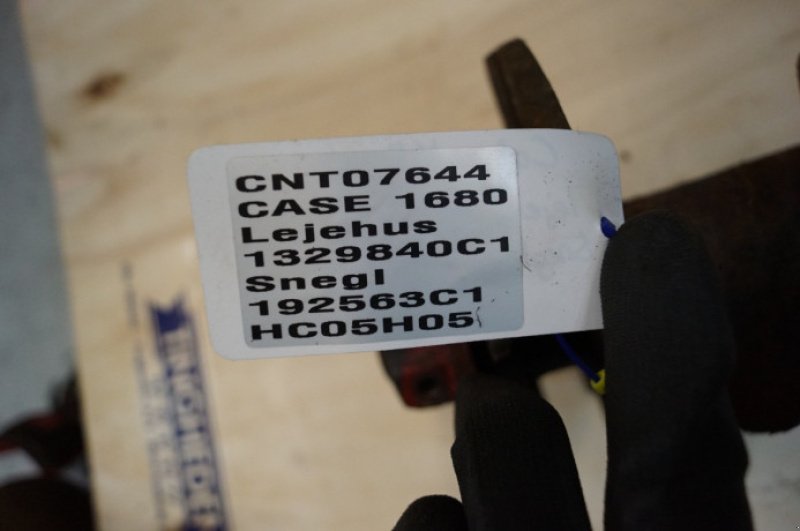 CNT07644
CASE 1680
Lejehus
1329840C1
Snegl
192563C1
HC05H05